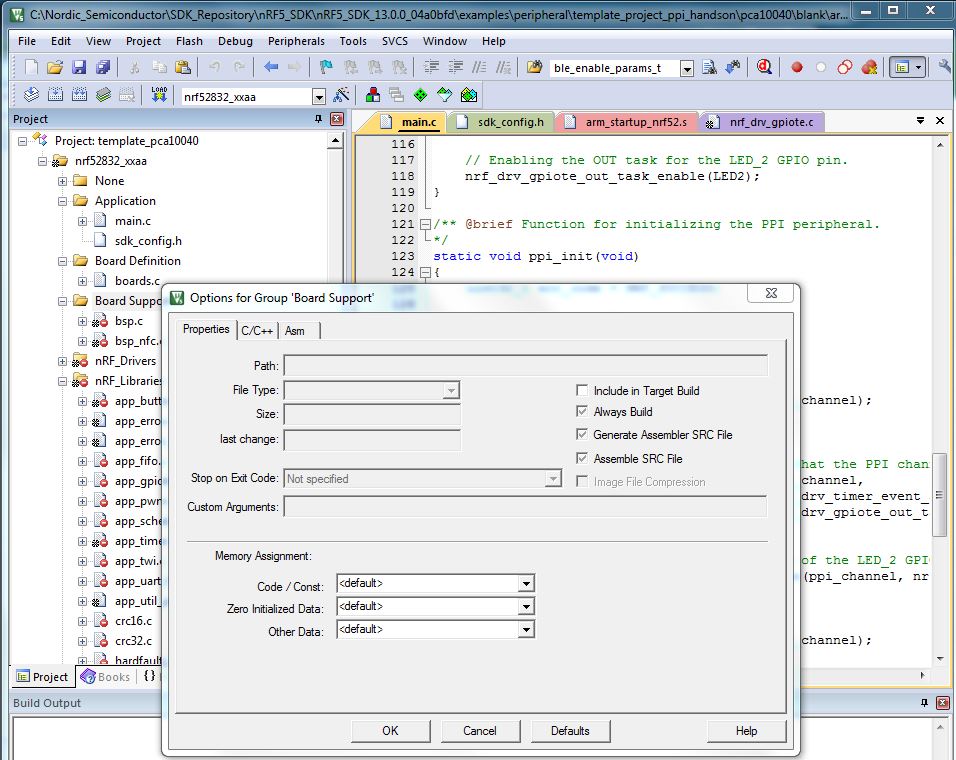 C:\Nordic_Semiconductor\SDK_Repository\nRF5_SDK\nRF5_SDK_13.0.0_04a0bfd\examples\peripheral\template_project_ppi_handson\pca10040\blank\ar...
File Edit View Project Flash Debug Peripherals Tools SVCS Window Help
ble_enable_params_t
LOAD nrf52832_xxaa
Project
main.c sdk_config.h arm_startup_nrf52.s nrf_drv_gpiote.c
Project: template_pca10040
nrf52832_xxaa
None
Application
main.c
sdk_config.h
Board Definition
boards.c
Board Suppo
bsp.c
bsp_nfc.
nRF_Drivers
nRF_Libraries
app_butt
app_erro
app_erro
app_fifo.
app_gpio
app_pwn
app_sche
app_time
app_twi.
app_uart
app_util_
crc16.c
crc32.c
hardfault
Project Books {}
116
117 // Enabling the OUT task for the LED_2 GPIO pin.
118 nrf_drv_gpiote_out_task_enable(LED2);
119 }
120
121 /** @brief Function for initializing the PPI peripheral.
122 */
123 static void ppi_init(void)
124 {
channel);
hat the PPI chan
channel,
drv_timer_event_
drv_gpiote_out_t
of the LED_2 GPI
(ppi_channel, nr
channel);
Options for Group 'Board Support'
Properties C/C++ Asm
Path:
File Type:
Size:
last change:
Include in Target Build
Always Build
Generate Assembler SRC File
Assemble SRC File
Image File Compression
Stop on Exit Code: Not specified
Custom Arguments:
Memory Assignment:
Code / Const: <default>
Zero Initialized Data: <default>
Other Data: <default>
OK Cancel Defaults Help
Build Output